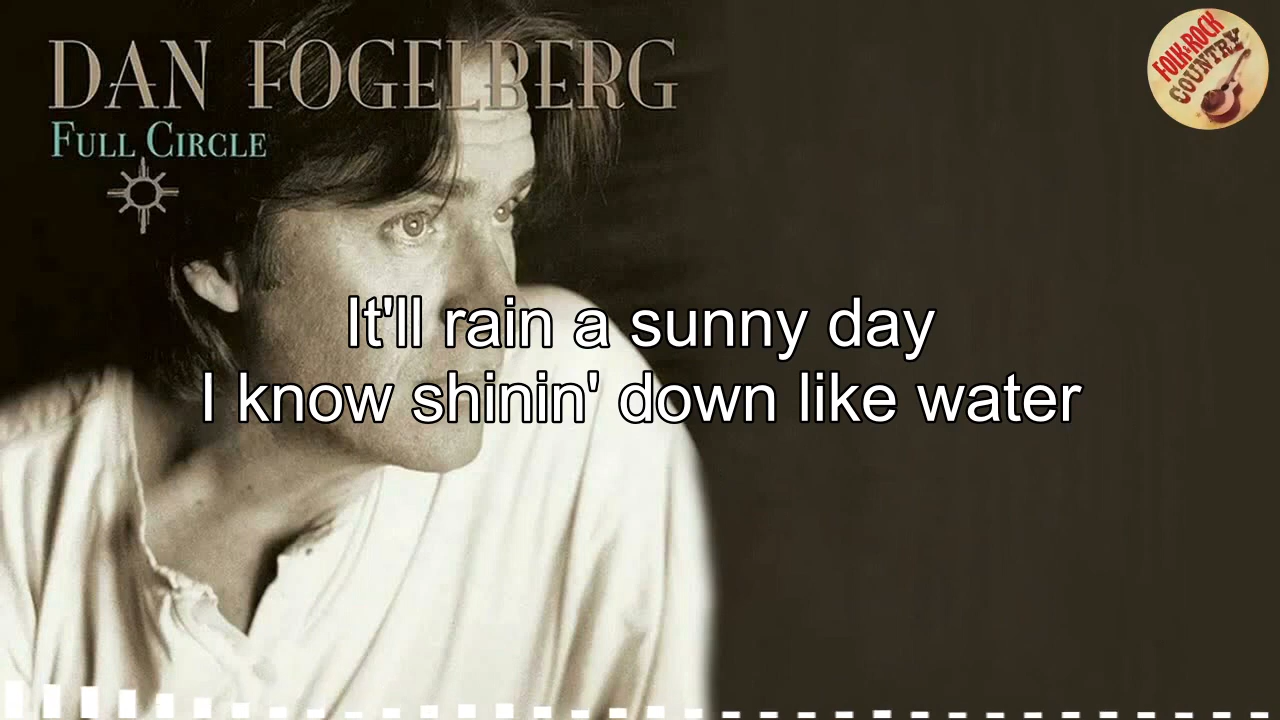 DAN FOGELBERG
FULL CIRCLE
FOLK & ROCK
COUNTRY
It'll rain a sunny day
I know shinin' down like water